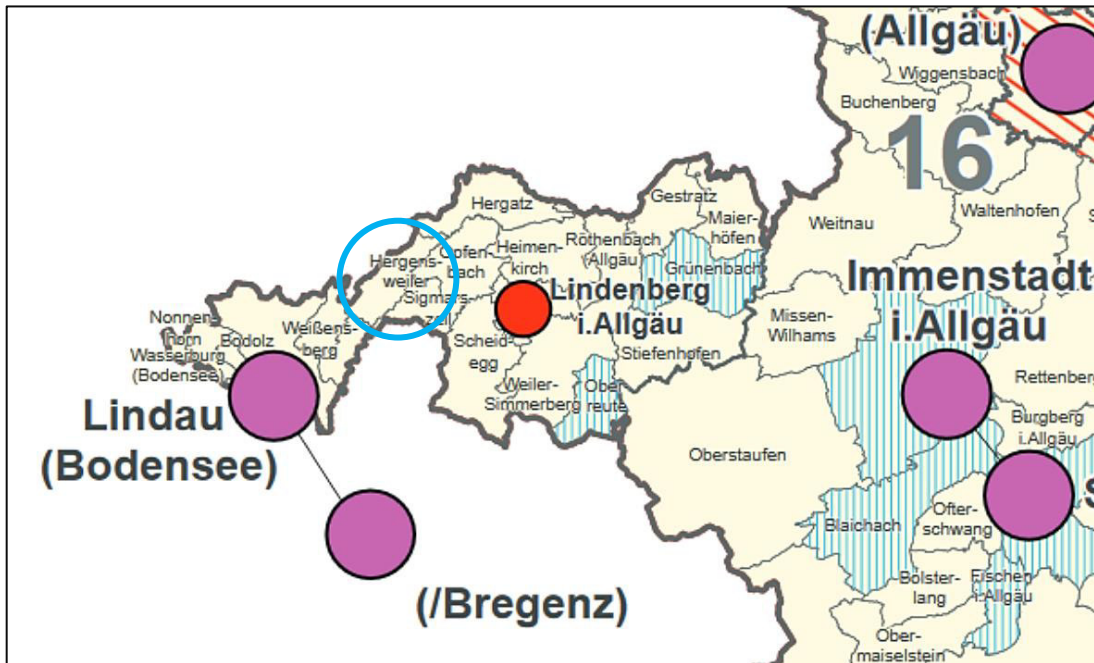 (Allgäu)
Wiggensbach
Buchenberg
16
Gestratz
Hergatz
Maier-
höfen
Weitnau
Waltenhofen
Opfen-
bach
Heimen-
kirch
Röthenbach
(Allgäu)
Grünenbach
Hergens-
weiler
Sigmars-
zell
Lindenberg
i.Allgäu
Immenstadt
i.Allgäu
Missen-
Wilhams
Nonnen-
horn
Wasserburg
(Bodensee)
Bodolz
Weißens-
berg
Scheid-
egg
Stiefenhofen
Weiler-
Simmerberg
Ober
reute
Rettenberg
Burgberg
i.Allgäu
Lindau
(Bodensee)
Oberstaufen
Blaichach
Ofter-
schwang
Bolster-
lang
Fischen
i.Allgäu
(/Bregenz)
Ober-
maiselstein